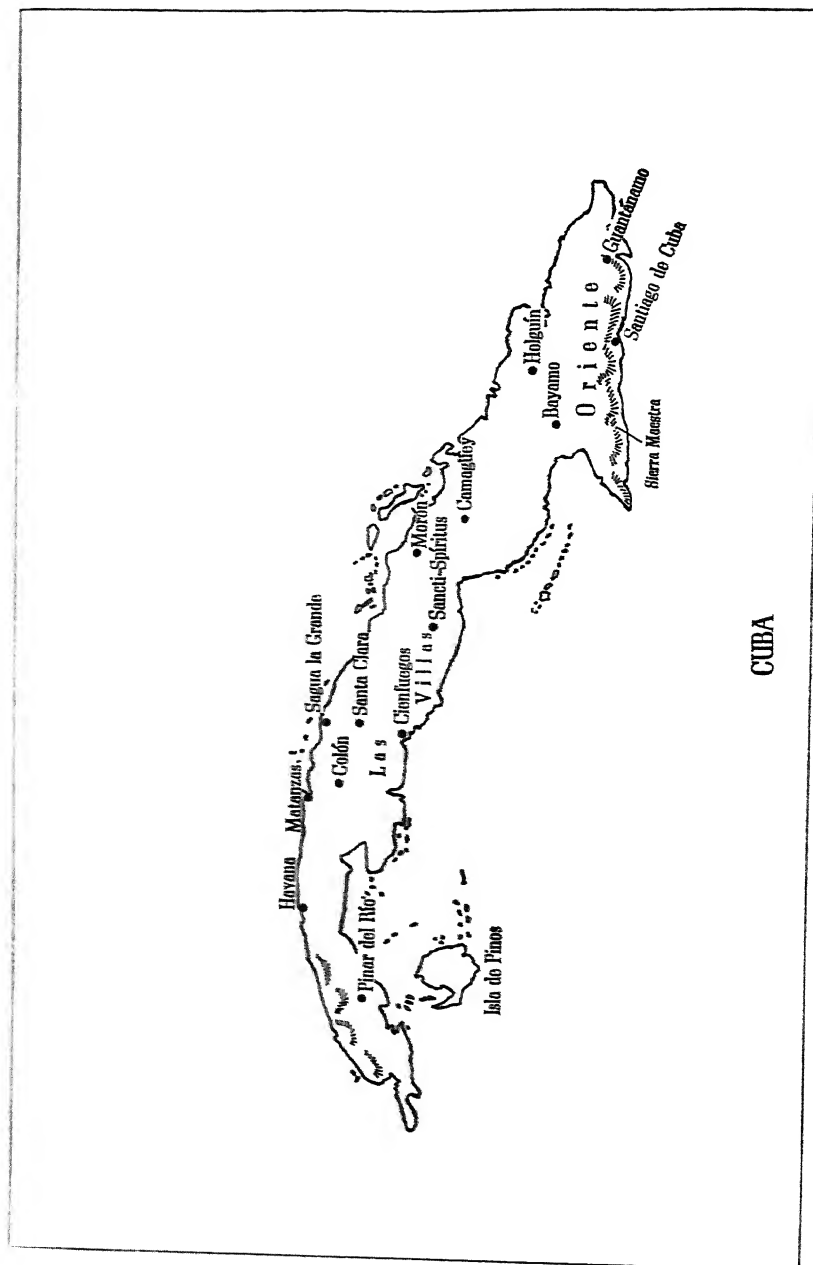 Havana
Matanzas
Sagua la Grande
Colón
Santa Clara
Pinar del Río
Cienfuegos
Las Villas
Morón
Sancti-Spíritus
Camagüey
Isla de Pinos
Holguín
Bayamo
Oriente
Guantánamo
Santiago de Cuba
Sierra Maestra
CUBA